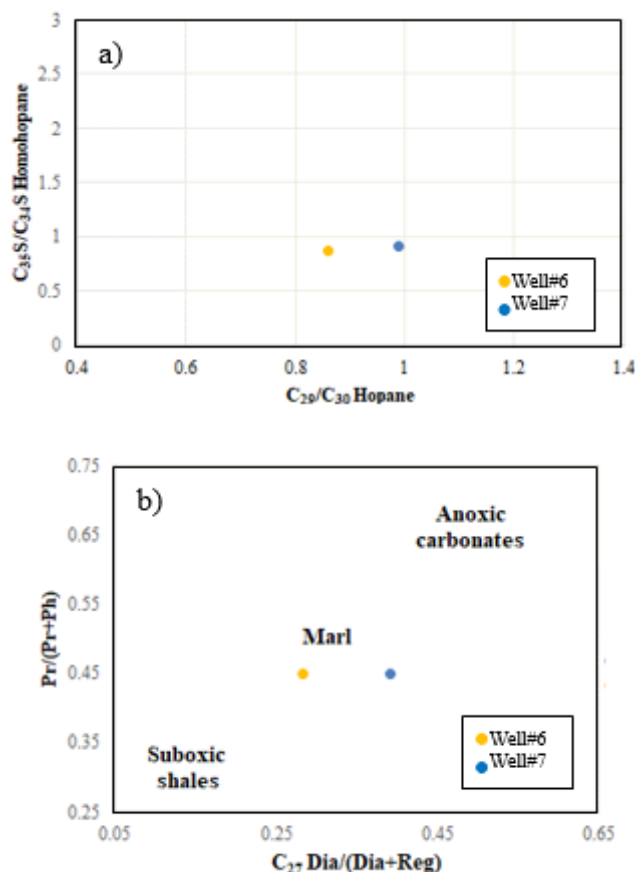 a)
3
2.5
2
1.5
1
0.5
0
C₃₅S/C₃₄S Homohopane
0.4 0.6 0.8 1 1.2 1.4
C₂₉/C₃₀ Hopane
Well#6
Well#7
b)
0.75
0.65
0.55
0.45
0.35
0.25
Pr/(Pr+Ph)
Anoxic
carbonates
Marl
Suboxic
shales
Well#6
Well#7
0.05 0.25 0.45 0.65
C₂₇ Dia/(Dia+Reg)